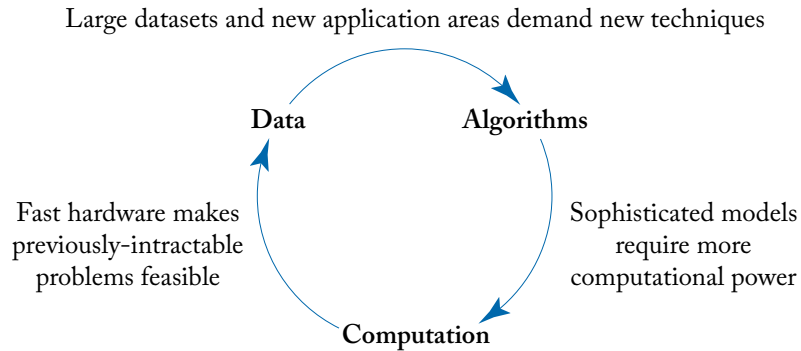 Large datasets and new application areas demand new techniques
Data
Algorithms
Fast hardware makes
previously-intractable
problems feasible
Sophisticated models
require more
computational power
Computation